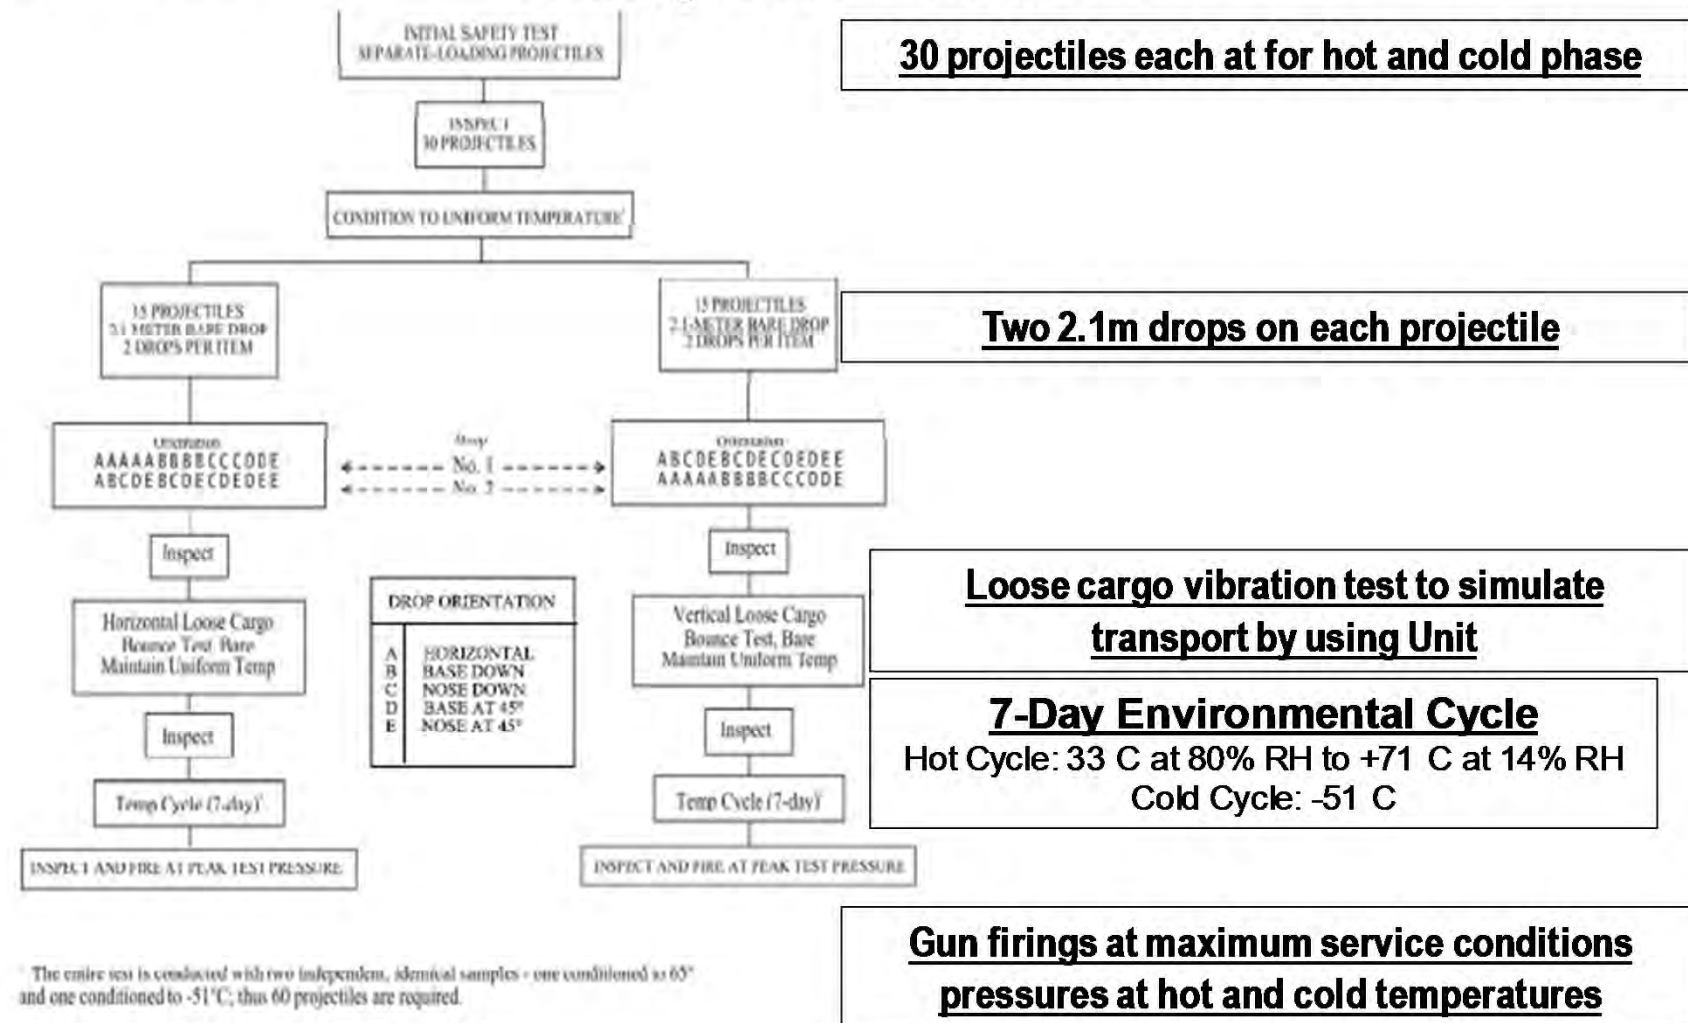 INITIAL SAFETY TEST
SEPARATE-LOADING PROJECTILES
30 projectiles each at for hot and cold phase
INSPECT
30 PROJECTILES
CONDITION TO UNIFORM TEMPERATURE¹
15 PROJECTILES
2.1 METER BARE DROP
2 DROPS PER ITEM
15 PROJECTILES
2.1-METER BARE DROP
2 DROPS PER ITEM
Two 2.1m drops on each projectile
Orientation
AAAAABBBBCCCDDE
ABCDEBCDECDEDEE
Drop
No. 1
No. 2
Orientation
ABCDEBCDECDEDEE
AAAAABBBBCCCDDE
Inspect
Inspect
Horizontal Loose Cargo
Bounce Test, Bare
Maintain Uniform Temp
DROP ORIENTATION
A HORIZONTAL
B BASE DOWN
C NOSE DOWN
D BASE AT 45°
E NOSE AT 45°
Vertical Loose Cargo
Bounce Test, Bare
Maintain Uniform Temp
Loose cargo vibration test to simulate
transport by using Unit
Inspect
Inspect
7-Day Environmental Cycle
Hot Cycle: 33 C at 80% RH to +71 C at 14% RH
Cold Cycle: -51 C
Temp Cycle (7-day)
Temp Cycle (7-day)
INSPECT AND FIRE AT PEAK TEST PRESSURE
INSPECT AND FIRE AT PEAK TEST PRESSURE
The entire test is conducted with two independent, identical samples - one conditioned to 65°
and one conditioned to -51°C; thus 60 projectiles are required.
Gun firings at maximum service conditions
pressures at hot and cold temperatures